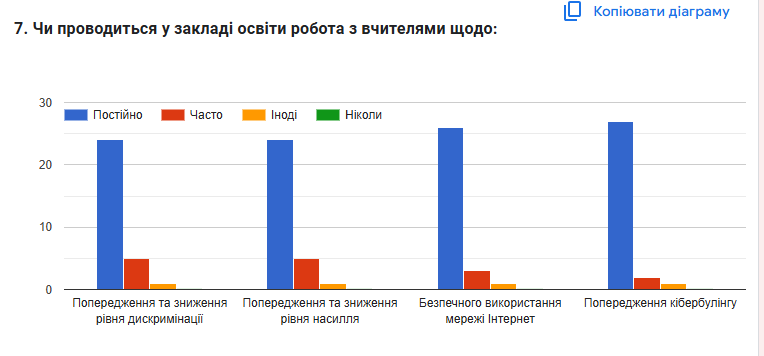 Копіювати діаграму
7. Чи проводиться у закладі освіти робота з вчителями щодо:
30
Постійно Часто Іноді Ніколи
20
10
0
Попередження та зниження рівня дискримінації
Попередження та зниження рівня насилля
Безпечного використання мережі Інтернет
Попередження кібербулінгу